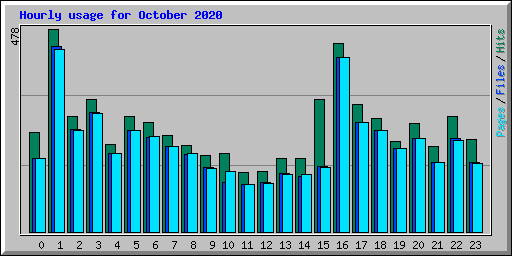 Hourly usage for October 2020
478
Pages/Files/Hits
0 1 2 3 4 5 6 7 8 9 10 11 12 13 14 15 16 17 18 19 20 21 22 23